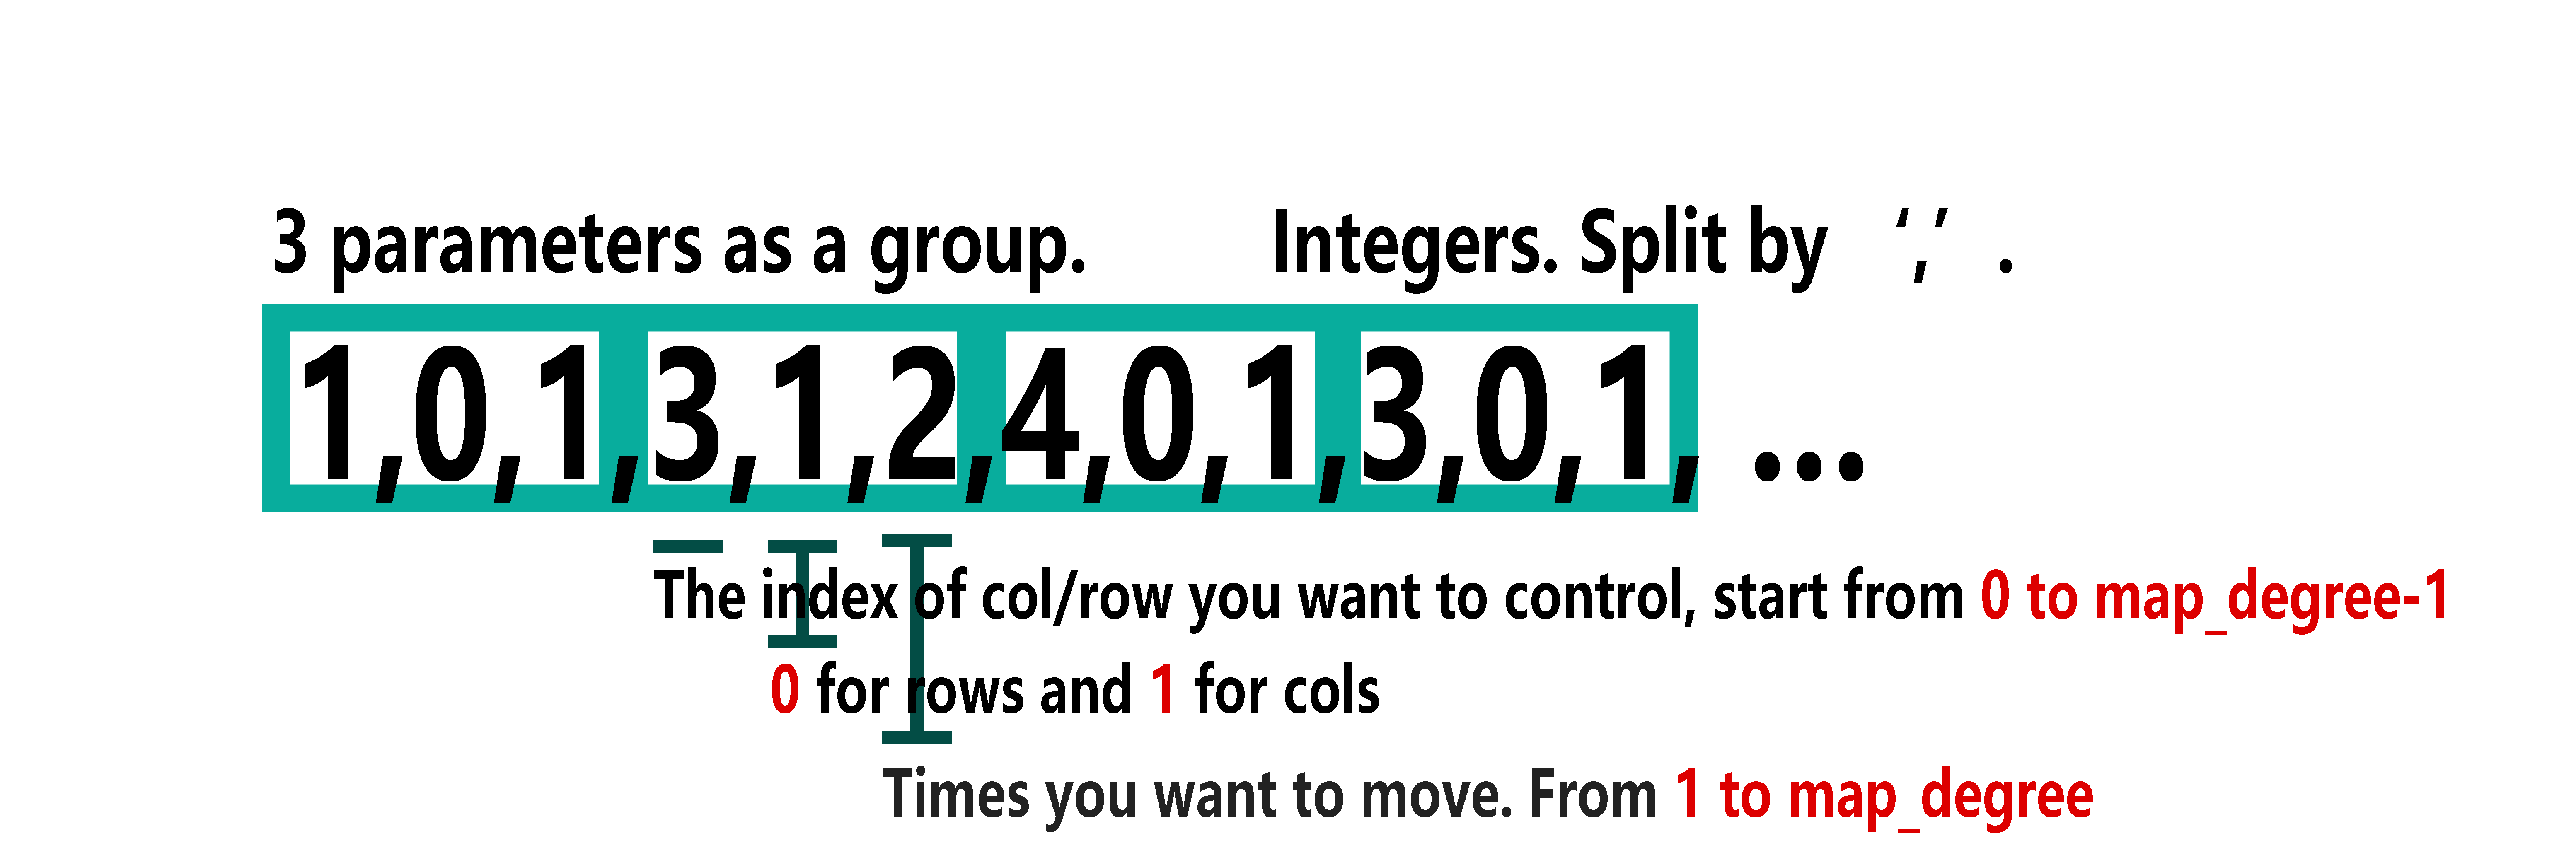 3 parameters as a group. Integers. Split by ‘,’ .
1,0,1,3,1,2,4,0,1,3,0,1, ...
The index of col/row you want to control, start from 0 to map_degree-1
0 for rows and 1 for cols
Times you want to move. From 1 to map_degree